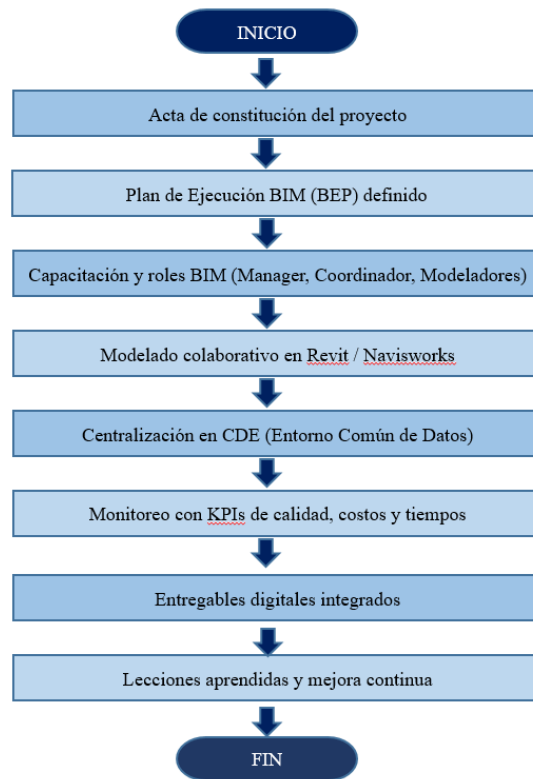 INICIO
Acta de constitución del proyecto
Plan de Ejecución BIM (BEP) definido
Capacitación y roles BIM (Manager, Coordinador, Modeladores)
Modelado colaborativo en Revit / Navisworks
Centralización en CDE (Entorno Común de Datos)
Monitoreo con KPIs de calidad, costos y tiempos
Entregables digitales integrados
Lecciones aprendidas y mejora continua
FIN